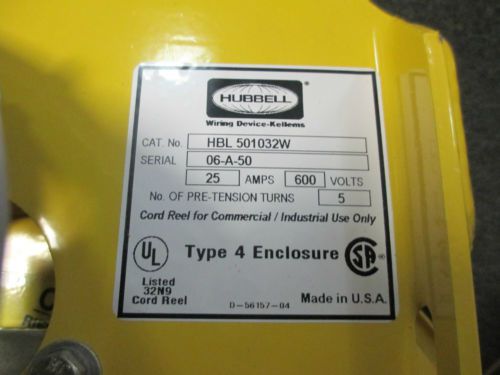 HUBBELL
Wiring Device-Kellems
CAT. No. HBL 501032W
SERIAL 06-A-50
25 AMPS 600 VOLTS
No. OF PRE-TENSION TURNS 5
Cord Reel for Commercial / Industrial Use Only
UL Type 4 Enclosure SA ®
Listed
32N9
Cord Reel
D-56157-04
Made in U.S.A.